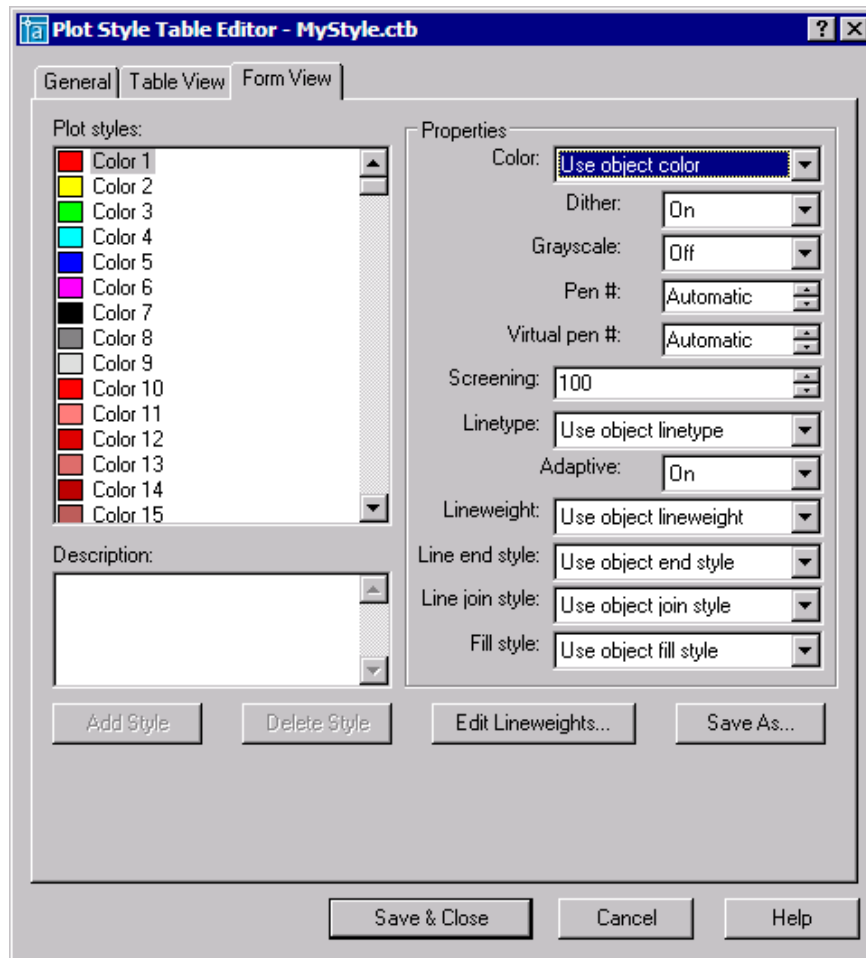 Plot Style Table Editor - MyStyle.ctb
General
Table View
Form View
Plot styles:
Color 1
Color 2
Color 3
Color 4
Color 5
Color 6
Color 7
Color 8
Color 9
Color 10
Color 11
Color 12
Color 13
Color 14
Color 15
Description:
Add Style
Delete Style
Properties
Color: Use object color
Dither: On
Grayscale: Off
Pen #: Automatic
Virtual pen #: Automatic
Screening: 100
Linetype: Use object linetype
Adaptive: On
Lineweight: Use object lineweight
Line end style: Use object end style
Line join style: Use object join style
Fill style: Use object fill style
Edit Lineweights...
Save As...
Save & Close
Cancel
Help